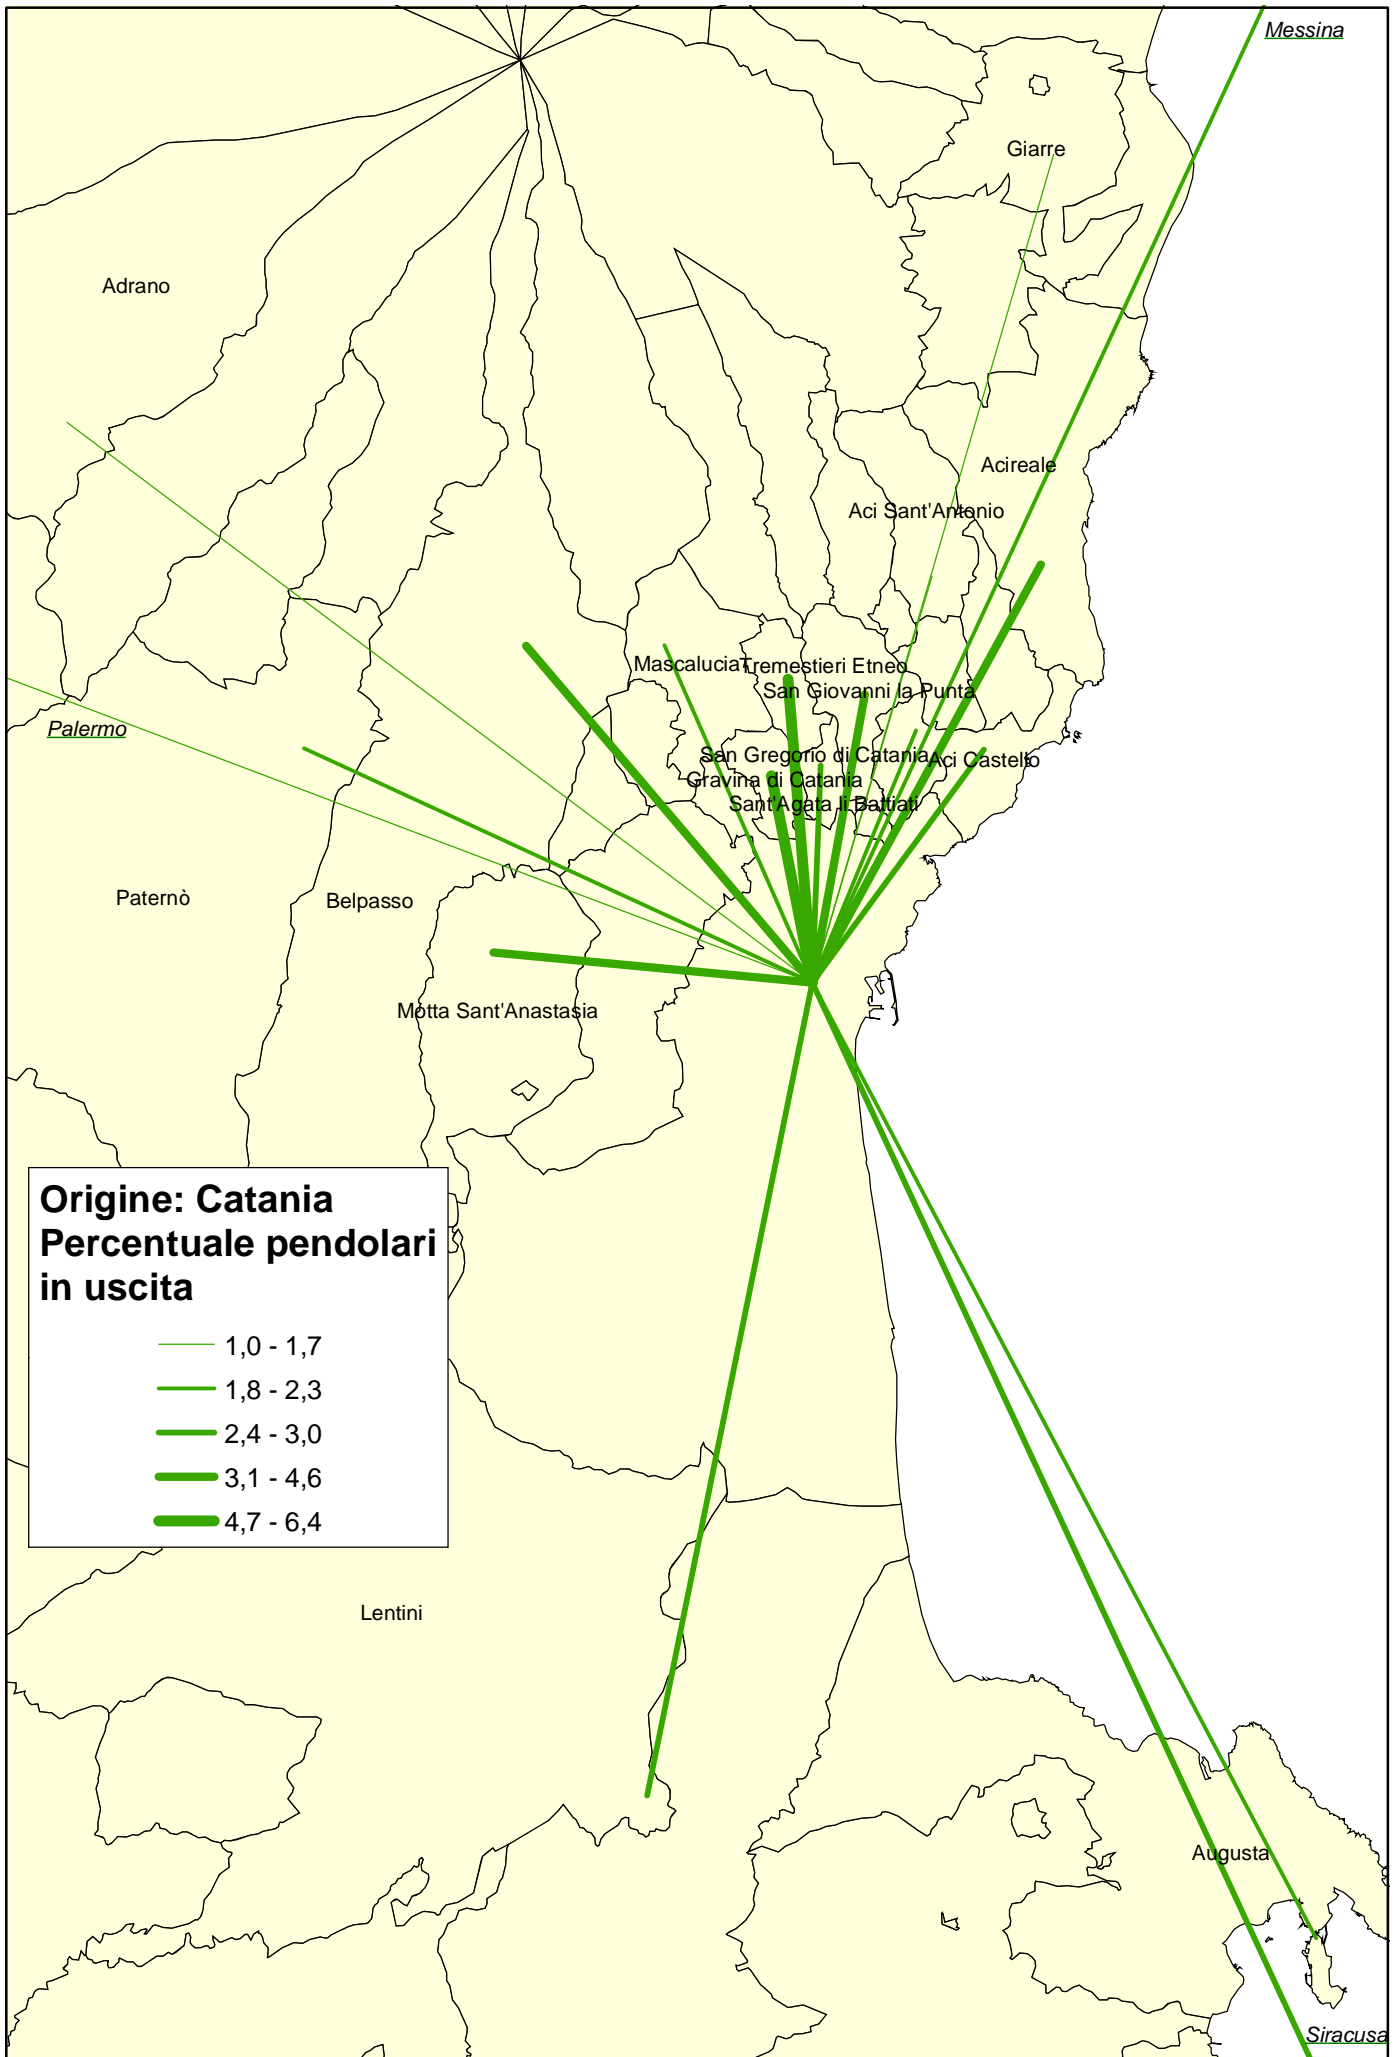 Messina
Giarre
Adrano
Acireale
Aci Sant'Antonio
Mascalucia
Tremestieri Etneo
San Giovanni la Punta
Palermo
San Gregorio di Catania
Aci Castello
Gravina di Catania
Sant'Agata li Battiati
Paternò
Belpasso
Motta Sant'Anastasia
Origine: Catania
Percentuale pendolari
in uscita
1,0 - 1,7
1,8 - 2,3
2,4 - 3,0
3,1 - 4,6
4,7 - 6,4
Lentini
Augusta
Siracusa